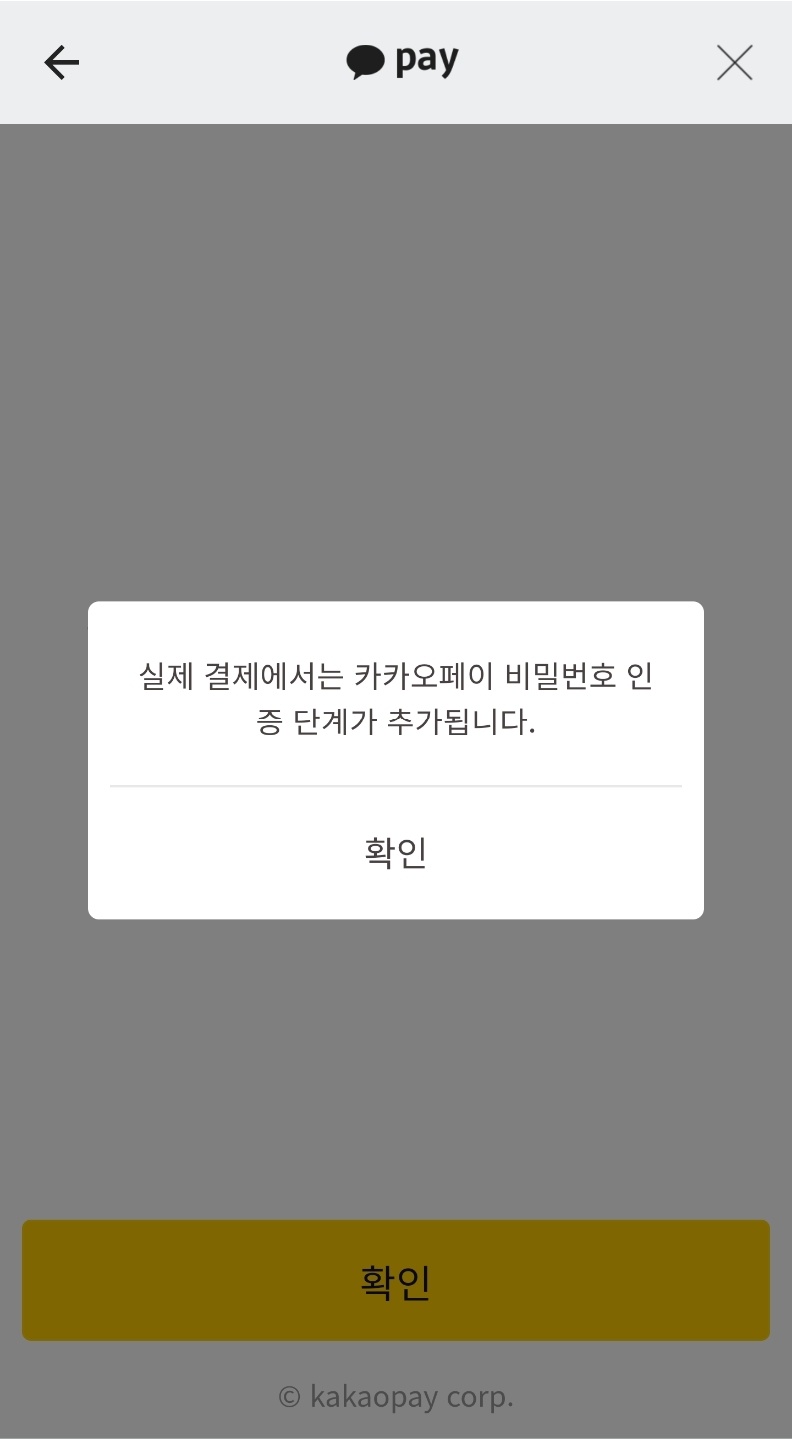 pay
실제 결제에서는 카카오페이 비밀번호 인
증 단계가 추가됩니다.
확인
확인
© kakaopay corp.